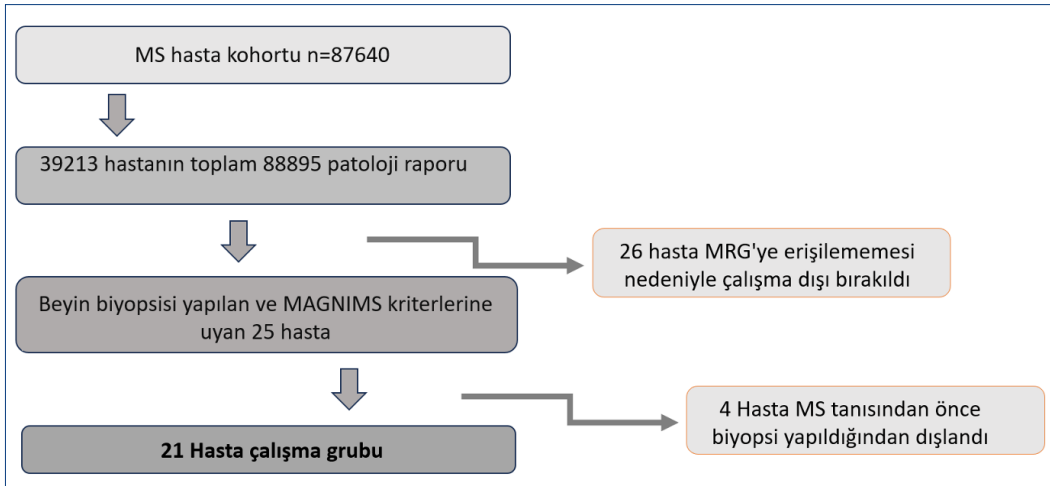 MS hasta kohortu n=87640
39213 hastanın toplam 88895 patoloji raporu
26 hasta MRG'ye erişilememesi
nedeniyle çalışma dışı bırakıldı
Beyin biyopsisi yapılan ve MAGNIMS kriterlerine
uyan 25 hasta
4 Hasta MS tanısından önce
biyopsi yapıldığından dışlandı
21 Hasta çalışma grubu